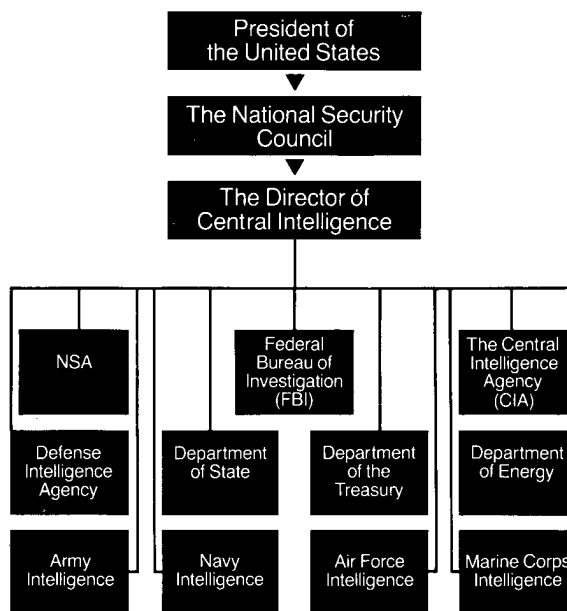 President of
the United States
The National Security
Council
The Director of
Central Intelligence
NSA
Federal
Bureau of
Investigation
(FBI)
The Central
Intelligence
Agency
(CIA)
Defense
Intelligence
Agency
Department
of State
Department
of the
Treasury
Department
of Energy
Army
Intelligence
Navy
Intelligence
Air Force
Intelligence
Marine Corps
Intelligence